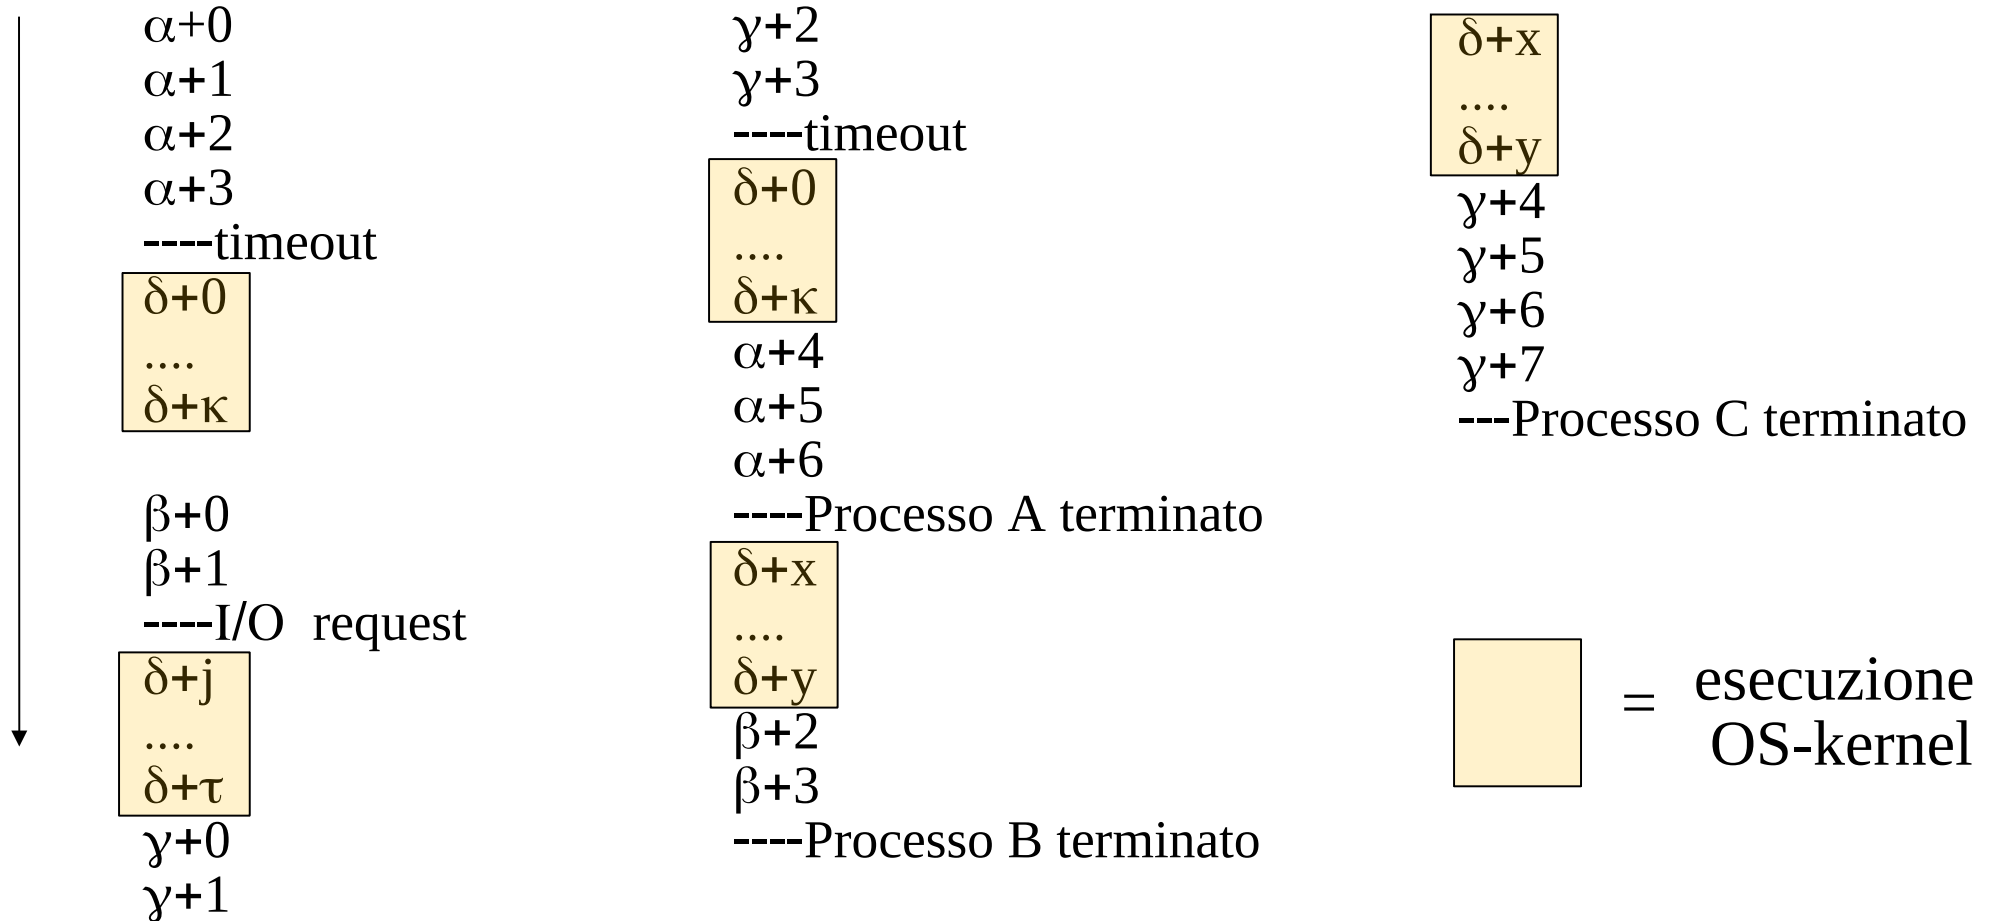 α+0
α+1
α+2
α+3
----timeout
δ+0
....
δ+κ
β+0
β+1
----I/O request
δ+j
....
δ+τ
γ+0
γ+1
γ+2
γ+3
----timeout
δ+0
....
δ+κ
α+4
α+5
α+6
----Processo A terminato
δ+x
....
δ+y
β+2
β+3
----Processo B terminato
δ+x
....
δ+y
γ+4
γ+5
γ+6
γ+7
---Processo C terminato
= esecuzione
OS-kernel